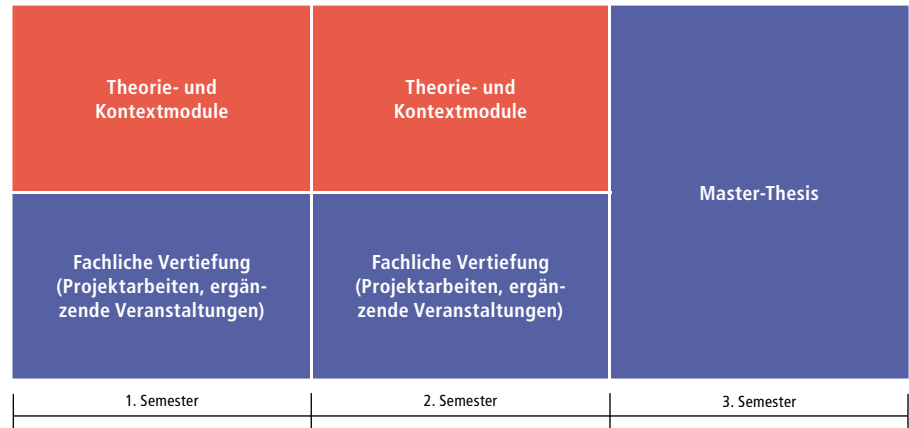 Theorie- und
Kontextmodule
Theorie- und
Kontextmodule
Master-Thesis
Fachliche Vertiefung
(Projektarbeiten, ergän-
zende Veranstaltungen)
Fachliche Vertiefung
(Projektarbeiten, ergän-
zende Veranstaltungen)
1. Semester
2. Semester
3. Semester